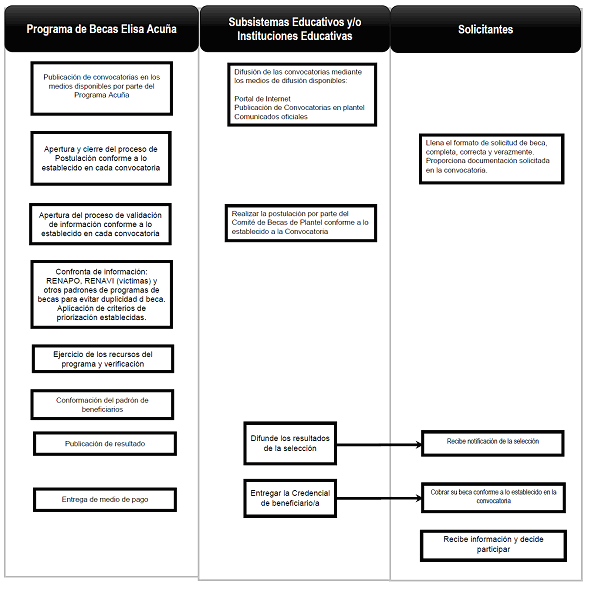 Programa de Becas Elisa Acuña
Subsistemas Educativos y/o
Instituciones Educativas
Solicitantes
Publicación de convocatorias en los
medios disponibles por parte del
Programa Acuña
Difusión de las convocatorias mediante
los medios de difusión disponibles:
Portal de Internet
Publicación de Convocatorias en plantel
Comunicados oficiales
Apertura y cierre del proceso de
Postulación conforme a lo
establecido en cada convocatoria
Llena el formato de solicitud de beca,
completa, correcta y verazmente.
Proporciona documentación solicitada
en la convocatoria.
Apertura del proceso de validación
de información conforme a lo
establecido en cada convocatoria
Realizar la postulación por parte del
Comité de Becas de Plantel conforme a lo
establecido a la Convocatoria
Confronta de información:
RENAPO, RENAVI (víctimas) y
otros padrones de programas de
becas para evitar duplicidad d beca.
Aplicación de criterios de
priorización establecidas.
Ejercicio de los recursos del
programa y verificación
Conformación del padrón de
beneficiarios
Publicación de resultado
Difunde los resultados
de la selección
Recibe notificación de la selección
Entrega de medio de pago
Entregar la Credencial
de beneficiario/a
Cobrar su beca conforme a lo establecido en la
convocatoria
Recibe información y decide
participar